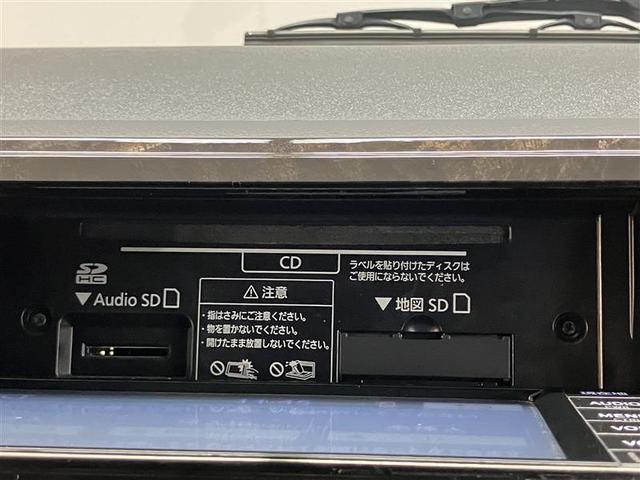 CD
ラベルを貼り付けたディスクは
ご使用にならないでください。
SD
HC
▼Audio SD
⚠注意
・指はさみにご注意ください。
・物を置かないでください。
・開けたまま放置しないでください。
▼地図 SD
AUDIO
MENU